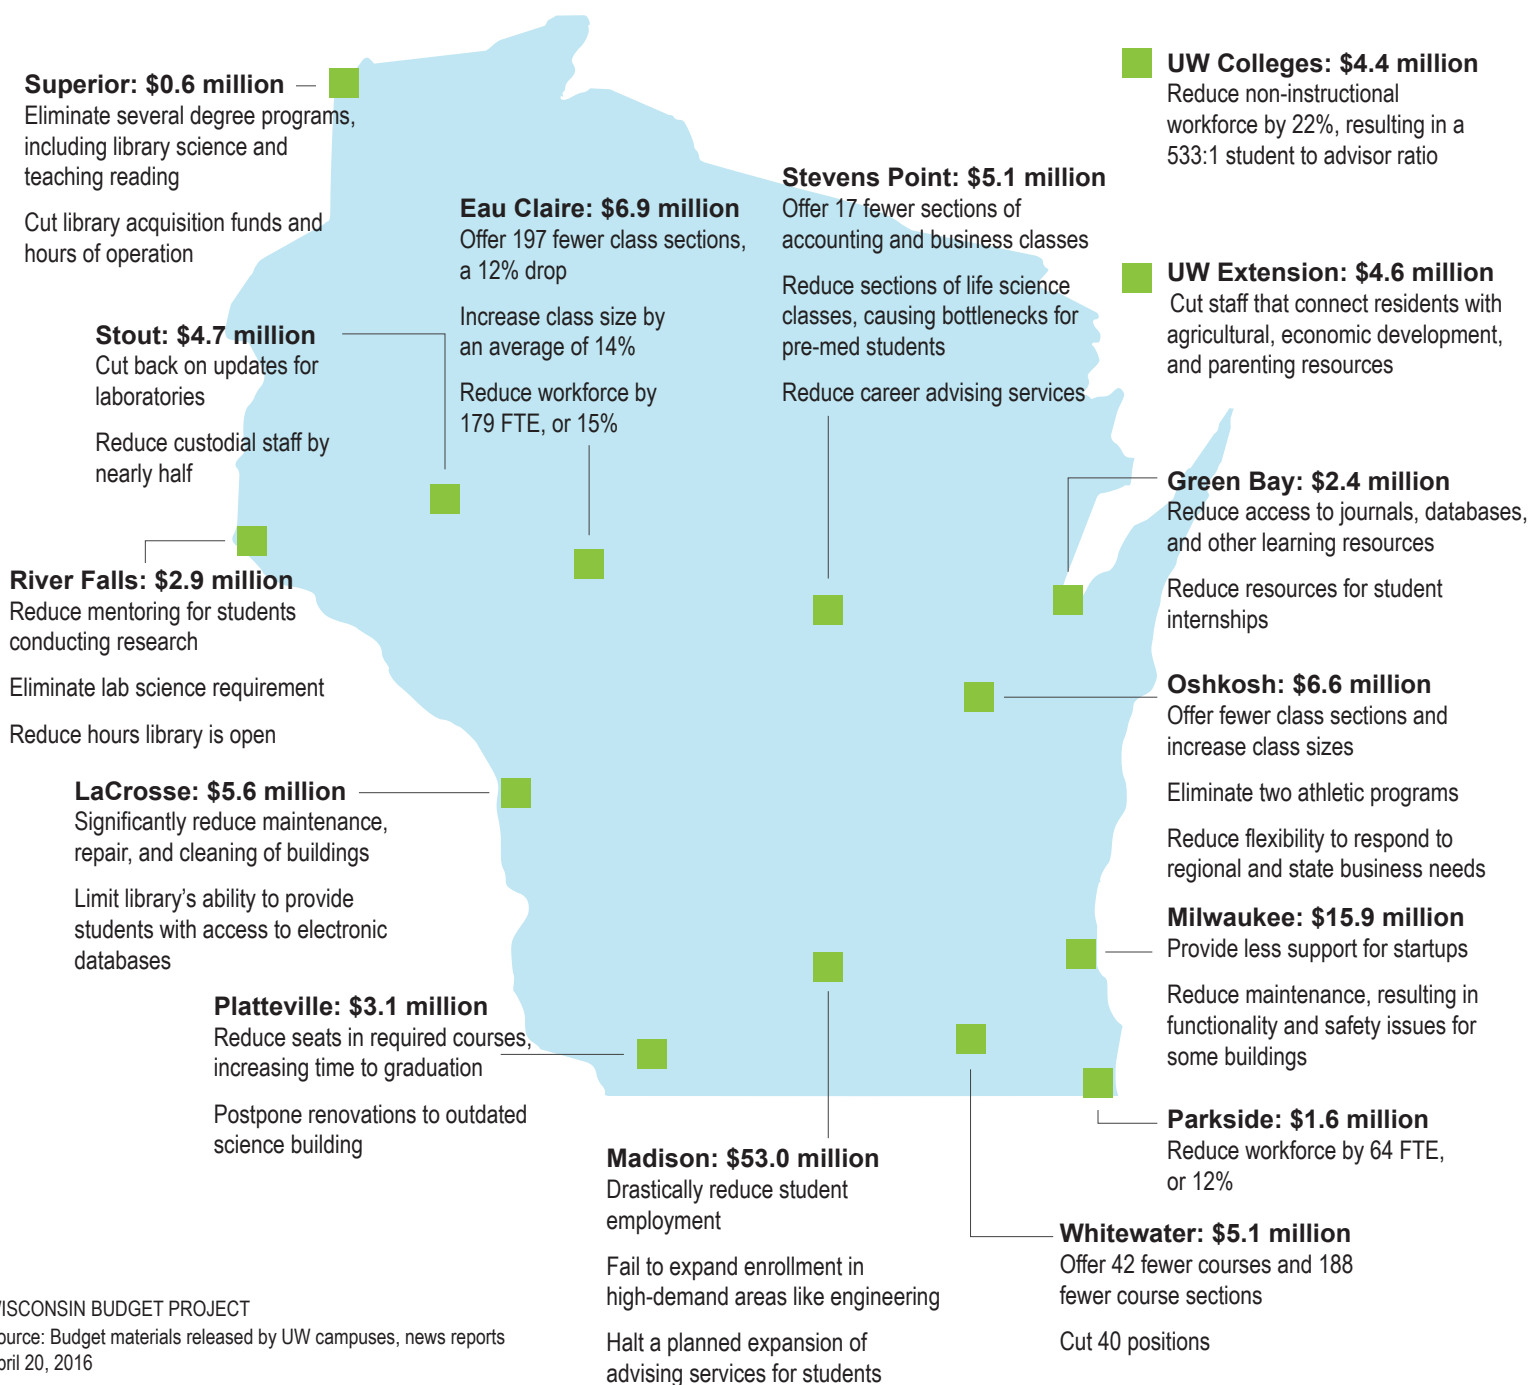 Superior: $0.6 million
Eliminate several degree programs,
including library science and
teaching reading
Cut library acquisition funds and
hours of operation
Stout: $4.7 million
Cut back on updates for
laboratories
Reduce custodial staff by
nearly half
River Falls: $2.9 million
Reduce mentoring for students
conducting research
Eliminate lab science requirement
Reduce hours library is open
LaCrosse: $5.6 million
Significantly reduce maintenance,
repair, and cleaning of buildings
Limit library’s ability to provide
students with access to electronic
databases
Platteville: $3.1 million
Reduce seats in required courses,
increasing time to graduation
Postpone renovations to outdated
science building
Eau Claire: $6.9 million
Offer 197 fewer class sections,
a 12% drop
Increase class size by
an average of 14%
Reduce workforce by
179 FTE, or 15%
Stevens Point: $5.1 million
Offer 17 fewer sections of
accounting and business classes
Reduce sections of life science
classes, causing bottlenecks for
pre-med students
Reduce career advising services
Madison: $53.0 million
Drastically reduce student
employment
Fail to expand enrollment in
high-demand areas like engineering
Halt a planned expansion of
advising services for students
UW Colleges: $4.4 million
Reduce non-instructional
workforce by 22%, resulting in a
533:1 student to advisor ratio
UW Extension: $4.6 million
Cut staff that connect residents with
agricultural, economic development,
and parenting resources
Green Bay: $2.4 million
Reduce access to journals, databases,
and other learning resources
Reduce resources for student
internships
Oshkosh: $6.6 million
Offer fewer class sections and
increase class sizes
Eliminate two athletic programs
Reduce flexibility to respond to
regional and state business needs
Milwaukee: $15.9 million
Provide less support for startups
Reduce maintenance, resulting in
functionality and safety issues for
some buildings
Parkside: $1.6 million
Reduce workforce by 64 FTE,
or 12%
Whitewater: $5.1 million
Offer 42 fewer courses and 188
fewer course sections
Cut 40 positions
ISCONSIN BUDGET PROJECT
ource: Budget materials released by UW campuses, news reports
pril 20, 2016